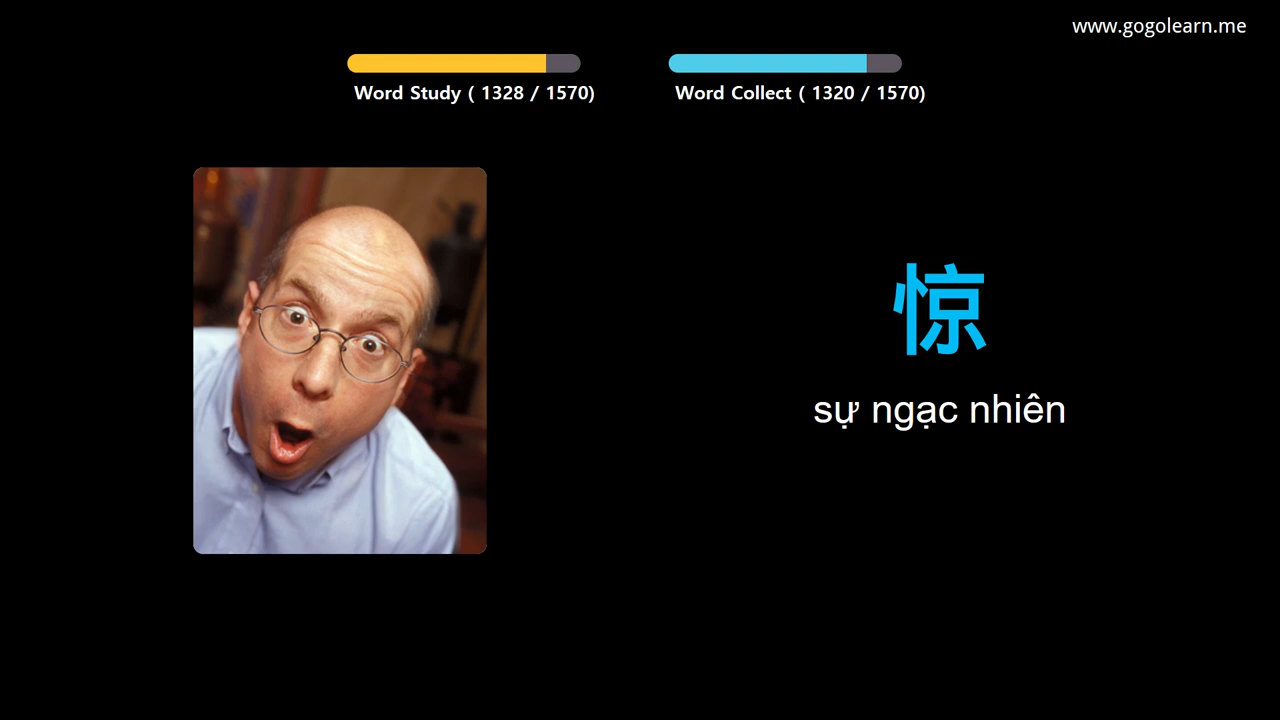 www.gogolearn.me
Word Study ( 1328 / 1570)
Word Collect ( 1320 / 1570)
惊
sự ngạc nhiên